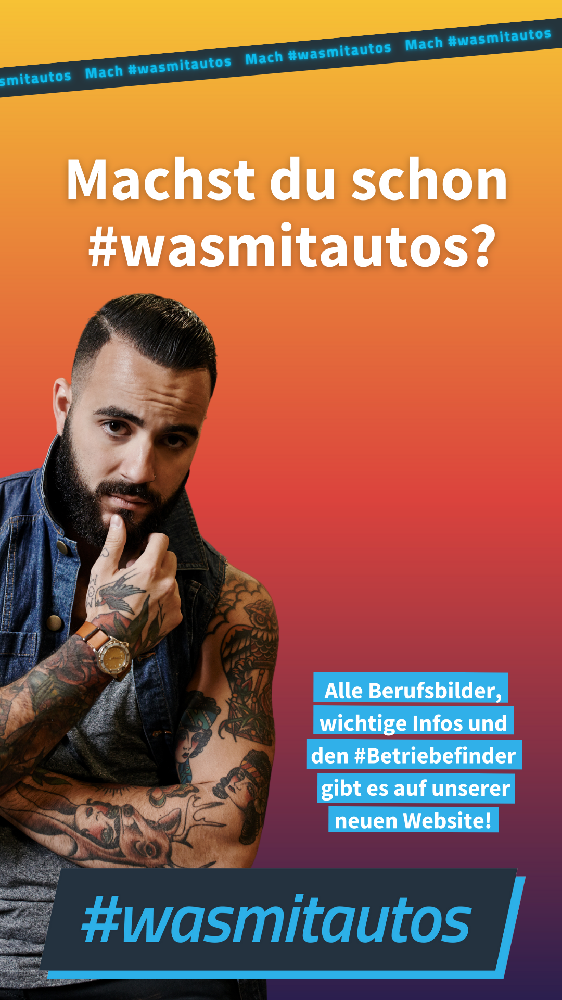 smitautos Mach #wasmitautos Mach #wasmitautos Mach #wasmitautos
Machst du schon
#wasmitautos?
Alle Berufsbilder,
wichtige Infos und
den #Betriebefinder
gibt es auf unserer
neuen Website!
#wasmitautos